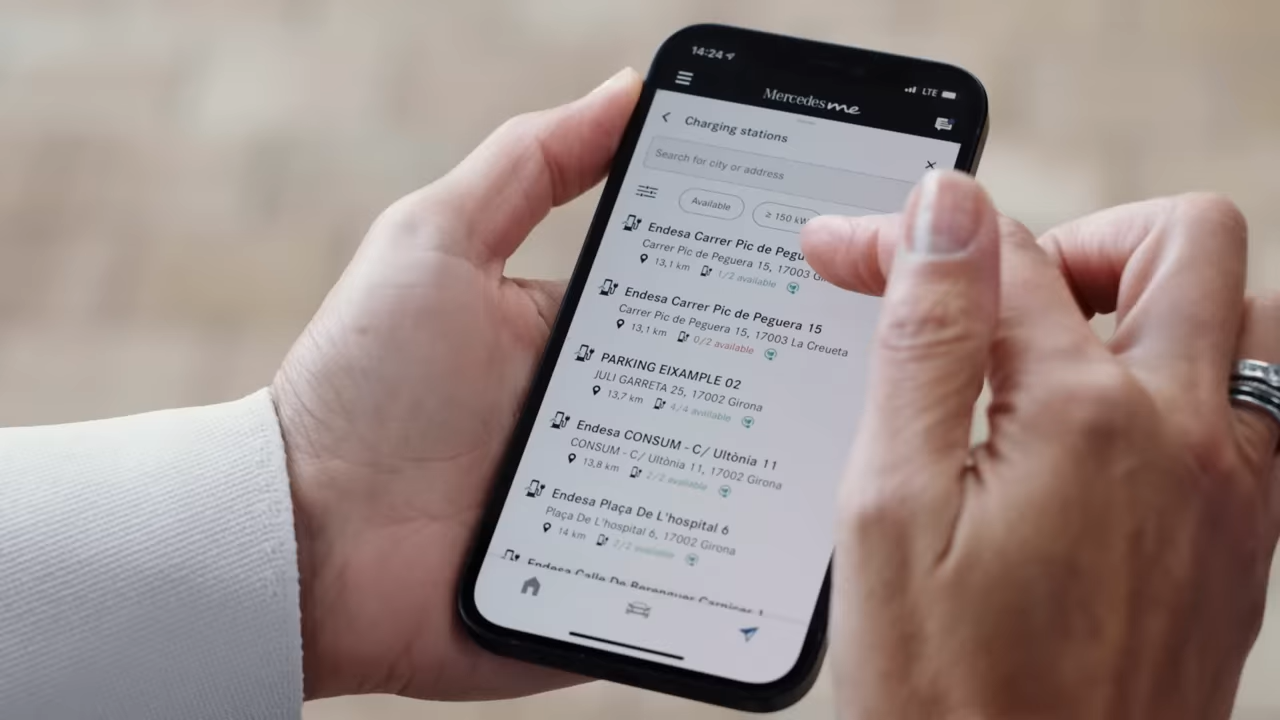 14:24
LTE
Mercedes me
Charging stations
Search for city or address
Available
≥ 150 kW
Endesa Carrer Pic de Pegu
Carrer Pic de Peguera 15, 17003 G
13,1 km 1/2 available
Endesa Carrer Pic de Peguera 15
Carrer Pic de Peguera 15, 17003 La Creueta
13,1 km 0/2 available
PARKING EIXAMPLE 02
JULI GARRETA 25, 17002 Girona
13,7 km 4/4 available
Endesa CONSUM - C/ Ultònia 11
CONSUM - C/ Ultònia 11, 17002 Girona
13,8 km 2/2 available
Endesa Plaça De L'hospital 6
Plaça De L'hospital 6, 17002 Girona
14 km 2/2 available
Endesa Calle De Berenguer Carnicer 1